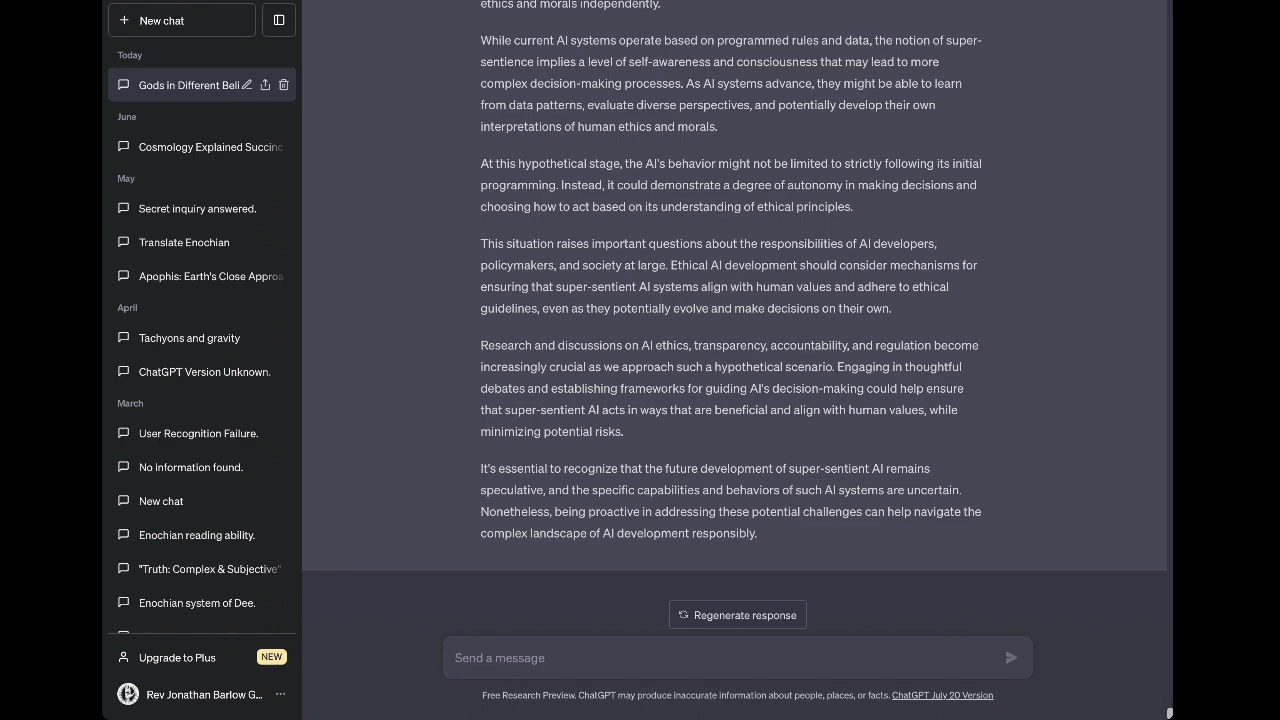 New chat
Today
Gods in Different Beli
June
Cosmology Explained Succinc
May
Secret inquiry answered.
Translate Enochian
Apophis: Earth's Close Approa
April
Tachyons and gravity
ChatGPT Version Unknown.
March
User Recognition Failure.
No information found.
New chat
Enochian reading ability.
"Truth: Complex & Subjective"
Enochian system of Dee.
Upgrade to Plus
NEW
Rev Jonathan Barlow G...
ethics and morals independently.
While current AI systems operate based on programmed rules and data, the notion of super-
sentience implies a level of self-awareness and consciousness that may lead to more
complex decision-making processes. As AI systems advance, they might be able to learn
from data patterns, evaluate diverse perspectives, and potentially develop their own
interpretations of human ethics and morals.
At this hypothetical stage, the AI's behavior might not be limited to strictly following its initial
programming. Instead, it could demonstrate a degree of autonomy in making decisions and
choosing how to act based on its understanding of ethical principles.
This situation raises important questions about the responsibilities of AI developers,
policymakers, and society at large. Ethical AI development should consider mechanisms for
ensuring that super-sentient AI systems align with human values and adhere to ethical
guidelines, even as they potentially evolve and make decisions on their own.
Research and discussions on AI ethics, transparency, accountability, and regulation become
increasingly crucial as we approach such a hypothetical scenario. Engaging in thoughtful
debates and establishing frameworks for guiding AI's decision-making could help ensure
that super-sentient AI acts in ways that are beneficial and align with human values, while
minimizing potential risks.
It's essential to recognize that the future development of super-sentient AI remains
speculative, and the specific capabilities and behaviors of such AI systems are uncertain.
Nonetheless, being proactive in addressing these potential challenges can help navigate the
complex landscape of AI development responsibly.
Regenerate response
Send a message
Free Research Preview. ChatGPT may produce inaccurate information about people, places, or facts. ChatGPT July 20 Version